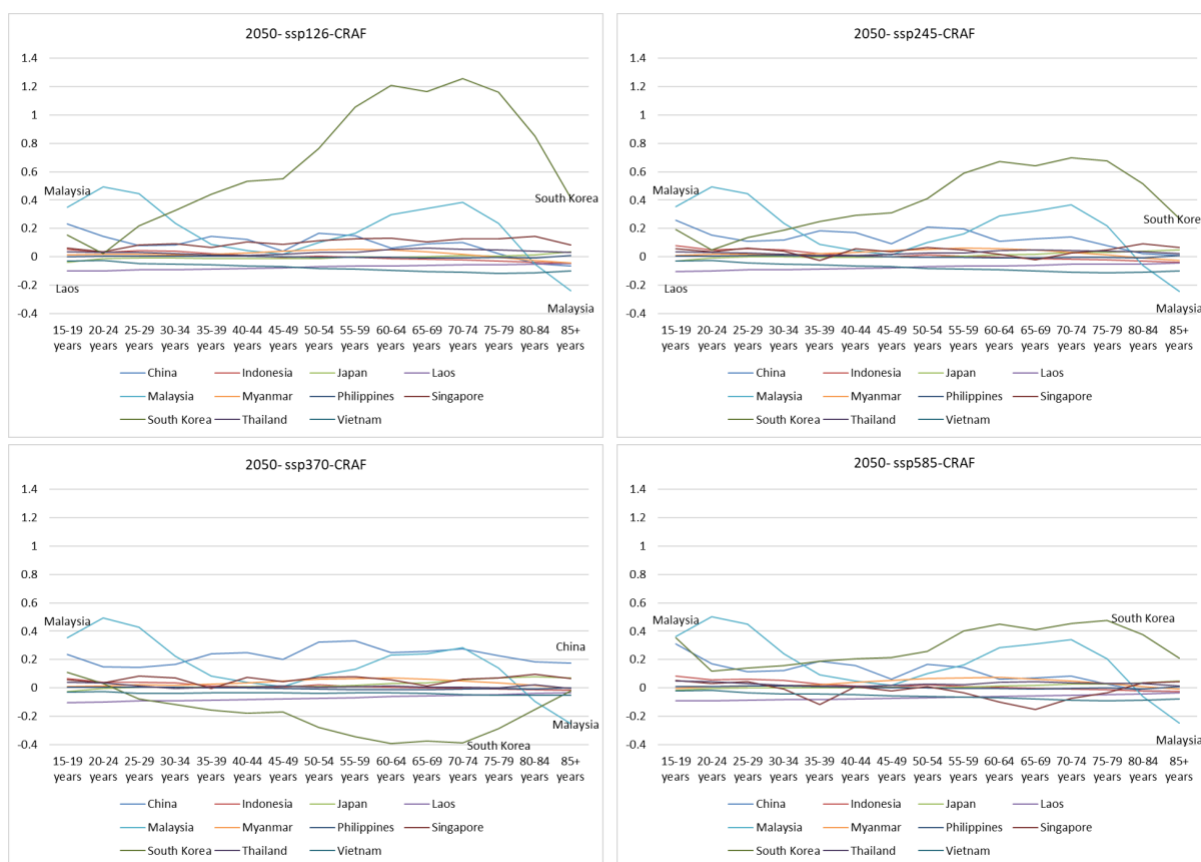 2050- ssp126-CRAF
1.4
1.2
1
0.8
0.6
0.4
0.2
0
-0.2
-0.4
Malaysia
South Korea
Laos
Malaysia
15-19 20-24 25-29 30-34 35-39 40-44 45-49 50-54 55-59 60-64 65-69 70-74 75-79 80-84 85+
years years years years years years years years years years years years years years years
China Indonesia Japan Laos
Malaysia Myanmar Philippines Singapore
South Korea Thailand Vietnam
2050- ssp245-CRAF
1.4
1.2
1
0.8
0.6
0.4
0.2
0
-0.2
-0.4
Malaysia
South Korea
Laos
Malaysia
15-19 20-24 25-29 30-34 35-39 40-44 45-49 50-54 55-59 60-64 65-69 70-74 75-79 80-84 85+
years years years years years years years years years years years years years years years
China Indonesia Japan Laos
Malaysia Myanmar Philippines Singapore
South Korea Thailand Vietnam
2050- ssp370-CRAF
1.4
1.2
1
0.8
0.6
0.4
0.2
0
-0.2
-0.4
Malaysia
China
Malaysia
South Korea
15-19 20-24 25-29 30-34 35-39 40-44 45-49 50-54 55-59 60-64 65-69 70-74 75-79 80-84 85+
years years years years years years years years years years years years years years years
China Indonesia Japan Laos
Malaysia Myanmar Philippines Singapore
South Korea Thailand Vietnam
2050- ssp585-CRAF
1.4
1.2
1
0.8
0.6
0.4
0.2
0
-0.2
-0.4
Malaysia
South Korea
Malaysia
15-19 20-24 25-29 30-34 35-39 40-44 45-49 50-54 55-59 60-64 65-69 70-74 75-79 80-84 85+
years years years years years years years years years years years years years years years
China Indonesia Japan Laos
Malaysia Myanmar Philippines Singapore
South Korea Thailand Vietnam